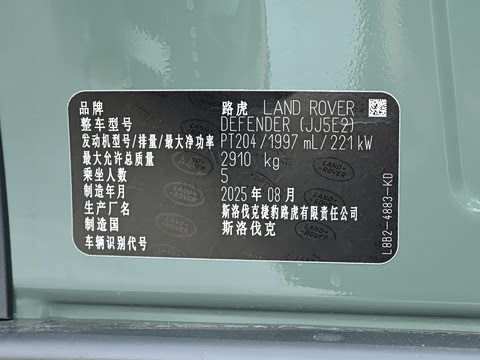 品牌 路虎 LAND ROVER
整车型号 DEFENDER (JJ5E2)
发动机型号/排量/最大净功率 PT204/1997 mL/221 kW
最大允许总质量 2910 kg
乘坐人数 5
制造年月 2025 年 08 月
生产厂名 斯洛伐克捷豹路虎有限责任公司
制造国 斯洛伐克
车辆识别代号
L8B2-4883-KD